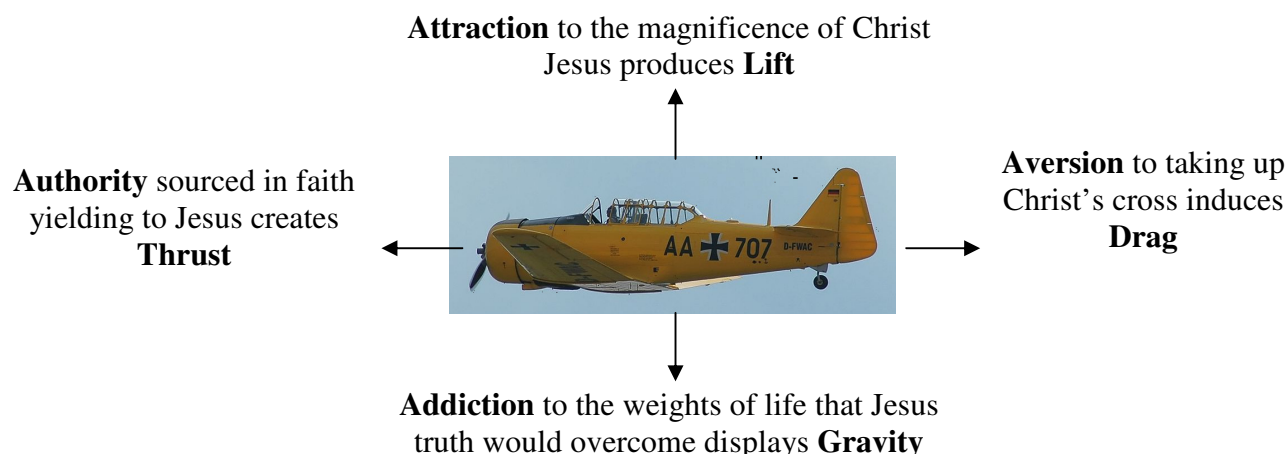 Attraction to the magnificence of Christ
Jesus produces Lift
Authority sourced in faith
yielding to Jesus creates
Thrust
AA 707 D-FWAC
Aversion to taking up
Christ’s cross induces
Drag
Addiction to the weights of life that Jesus
truth would overcome displays Gravity